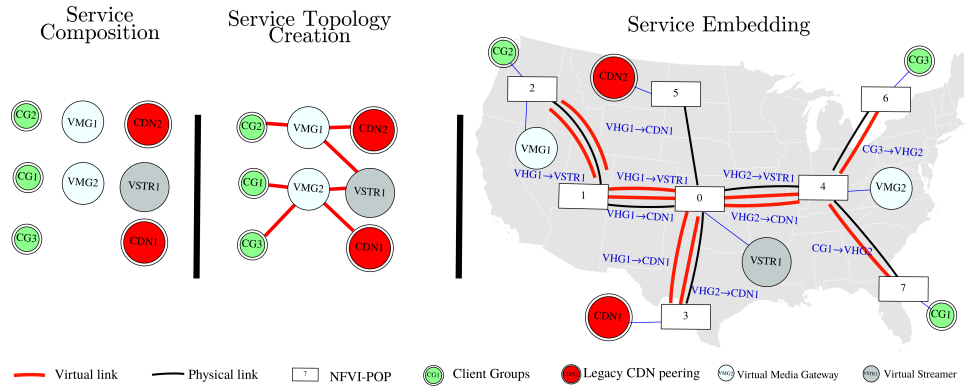 Service
Composition
CG2
VMG1
CDN2
CG1
VMG2
VSTR1
CG3
CDN1
Service Topology
Creation
CG2
VMG1
CDN2
CG1
VMG2
VSTR1
CG3
CDN1
Service Embedding
CG2
2
CDN2
5
CG3
6
VMG1
VHG1→CDN1
CG3→VHG2
VHG1→VSTR1
VHG1→VSTR1
VHG2→VSTR1
1
0
4
VMG2
VHG1→CDN1
VHG2→CDN1
VHG1→CDN1
VSTR1
CG1→VHG2
VHG2→CDN1
7
CDN1
3
CG1
Virtual link
Physical link
7
NFVI-POP
CG1
Client Groups
CDN2
Legacy CDN peering
VMG2
Virtual Media Gateway
VSTR1
Virtual Streamer